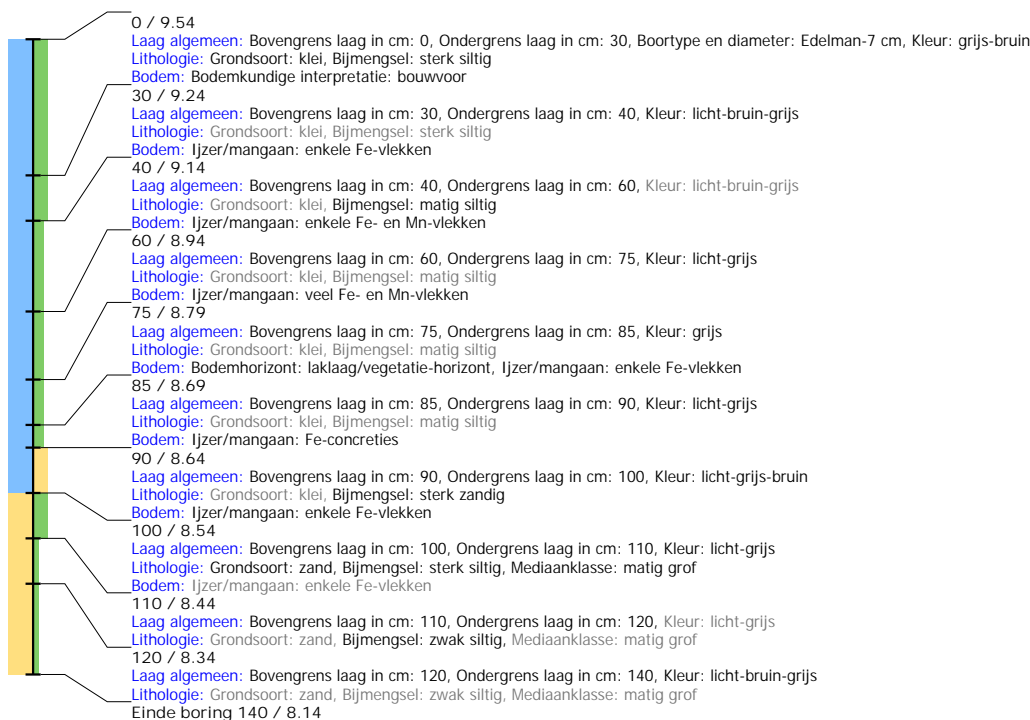 0 / 9.54
Laag algemeen: Bovengrens laag in cm: 0, Ondergrens laag in cm: 30, Boortype en diameter: Edelman-7 cm, Kleur: grijs-bruin
Lithologie: Grondsoort: klei, Bijmengsel: sterk siltig
Bodem: Bodemkundige interpretatie: bouwvoor
30 / 9.24
Laag algemeen: Bovengrens laag in cm: 30, Ondergrens laag in cm: 40, Kleur: licht-bruin-grijs
Lithologie: Grondsoort: klei, Bijmengsel: sterk siltig
Bodem: Ijzer/mangaan: enkele Fe-vlekken
40 / 9.14
Laag algemeen: Bovengrens laag in cm: 40, Ondergrens laag in cm: 60, Kleur: licht-bruin-grijs
Lithologie: Grondsoort: klei, Bijmengsel: matig siltig
Bodem: Ijzer/mangaan: enkele Fe- en Mn-vlekken
60 / 8.94
Laag algemeen: Bovengrens laag in cm: 60, Ondergrens laag in cm: 75, Kleur: licht-grijs
Lithologie: Grondsoort: klei, Bijmengsel: matig siltig
Bodem: Ijzer/mangaan: veel Fe- en Mn-vlekken
75 / 8.79
Laag algemeen: Bovengrens laag in cm: 75, Ondergrens laag in cm: 85, Kleur: grijs
Lithologie: Grondsoort: klei, Bijmengsel: matig siltig
Bodem: Bodemhorizont: laklaag/vegetatie-horizont, Ijzer/mangaan: enkele Fe-vlekken
85 / 8.69
Laag algemeen: Bovengrens laag in cm: 85, Ondergrens laag in cm: 90, Kleur: licht-grijs
Lithologie: Grondsoort: klei, Bijmengsel: matig siltig
Bodem: Ijzer/mangaan: Fe-concreties
90 / 8.64
Laag algemeen: Bovengrens laag in cm: 90, Ondergrens laag in cm: 100, Kleur: licht-grijs-bruin
Lithologie: Grondsoort: klei, Bijmengsel: sterk zandig
Bodem: Ijzer/mangaan: enkele Fe-vlekken
100 / 8.54
Laag algemeen: Bovengrens laag in cm: 100, Ondergrens laag in cm: 110, Kleur: licht-grijs
Lithologie: Grondsoort: zand, Bijmengsel: sterk siltig, Mediaanklasse: matig grof
Bodem: Ijzer/mangaan: enkele Fe-vlekken
110 / 8.44
Laag algemeen: Bovengrens laag in cm: 110, Ondergrens laag in cm: 120, Kleur: licht-grijs
Lithologie: Grondsoort: zand, Bijmengsel: zwak siltig, Mediaanklasse: matig grof
120 / 8.34
Laag algemeen: Bovengrens laag in cm: 120, Ondergrens laag in cm: 140, Kleur: licht-bruin-grijs
Lithologie: Grondsoort: zand, Bijmengsel: zwak siltig, Mediaanklasse: matig grof
Einde boring 140 / 8.14